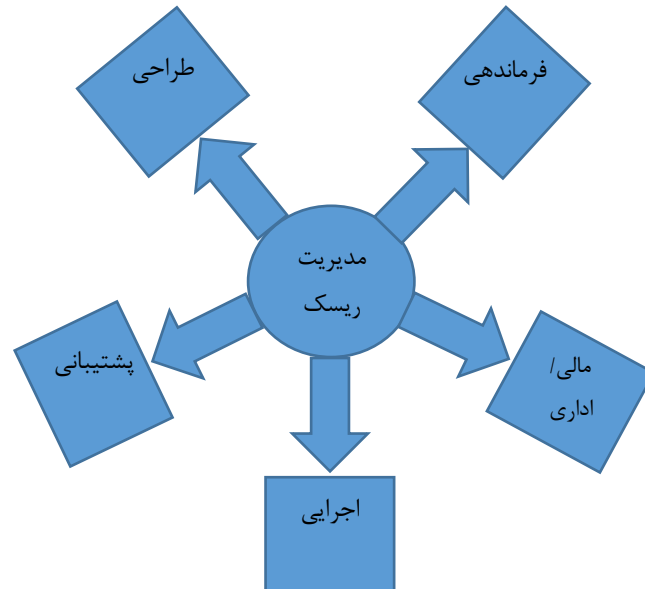 فرماندهی
طراحی
مدیریت
ریسک
مالی/
اداری
پشتیبانی
اجرایی